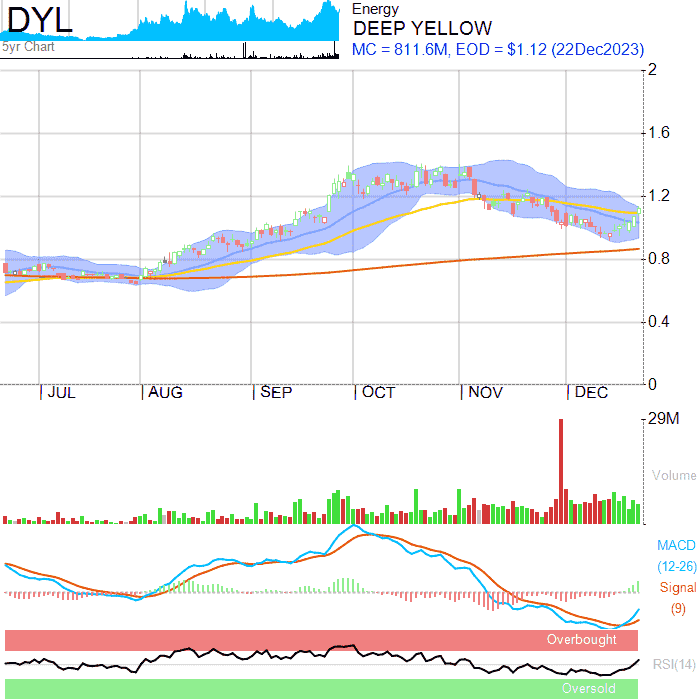 DYL
5yr Chart
Energy
DEEP YELLOW
MC = 811.6M, EOD = $1.12 (22Dec2023)
2
1.6
1.2
0.8
0.4
0
JUL AUG SEP OCT NOV DEC
29M
Volume
MACD
(12-26)
Signal
(9)
Overbought
RSI(14)
Oversold